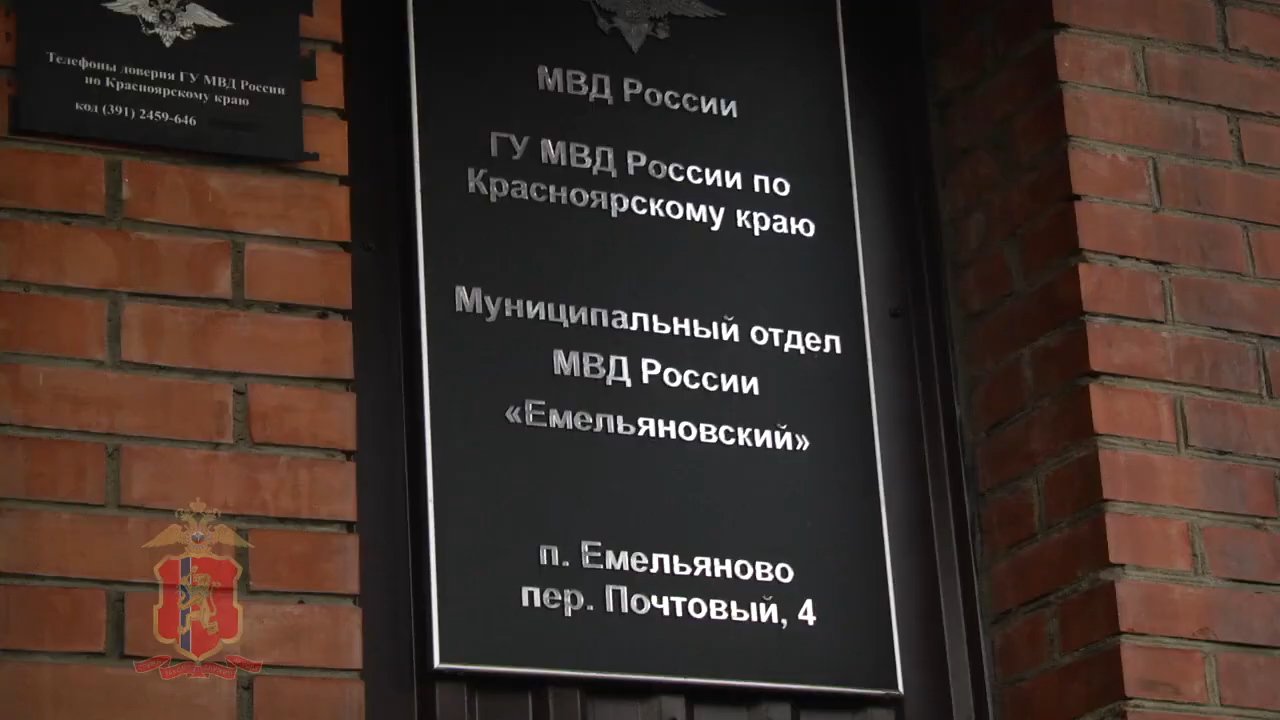 Телефоны доверия ГУ МВД России
по Красноярскому краю
код (391) 2459-646
МВД России
ГУ МВД России по
Красноярскому краю
Муниципальный отдел
МВД России
«Емельяновский»
п. Емельяново
пер. Почтовый, 4